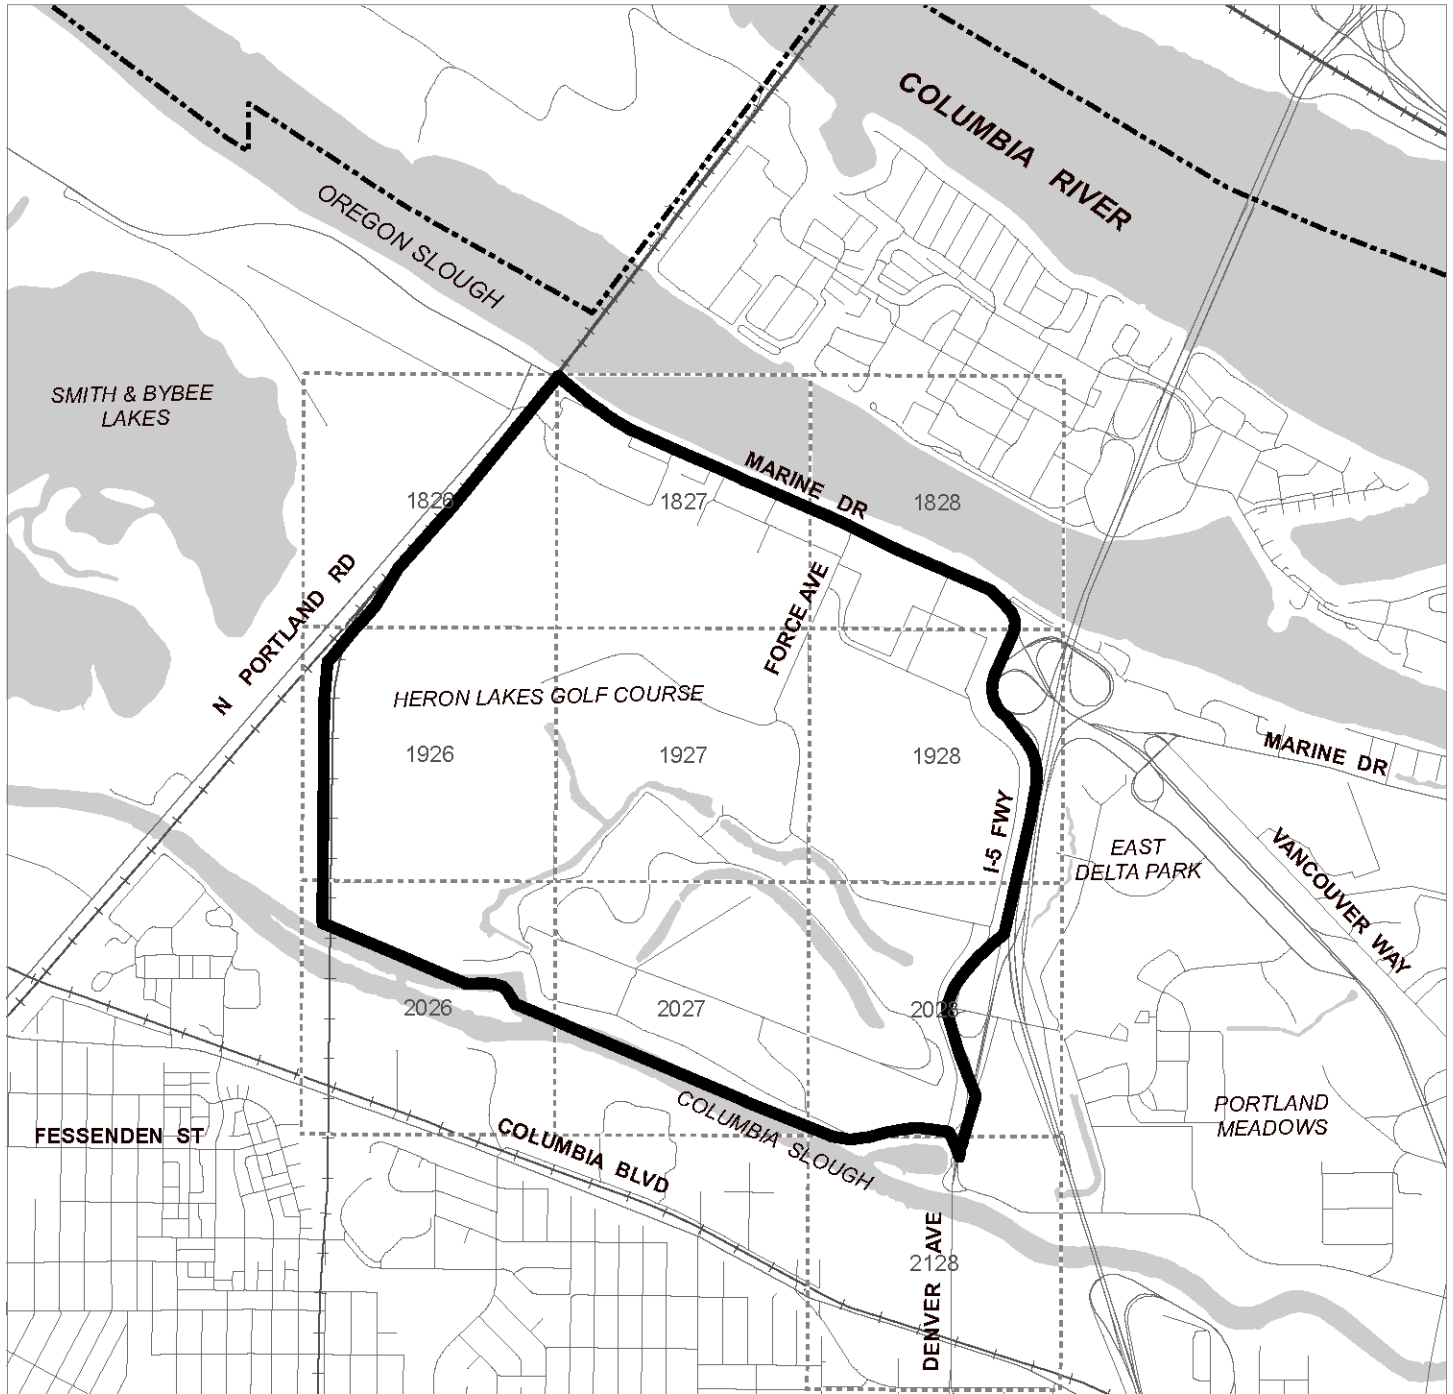 COLUMBIA RIVER
OREGON SLOUGH
SMITH & BYBEE
LAKES
MARINE DR
1826
1827
1828
N PORTLAND RD
FORCE AVE
HERON LAKES GOLF COURSE
1926
1927
1928
MARINE DR
I-5 FWY
EAST
DELTA PARK
VANCOUVER WAY
2026
2027
2028
PORTLAND
MEADOWS
FESSENDEN ST
COLUMBIA BLVD
COLUMBIA SLOUGH
DENVER AVE
2128